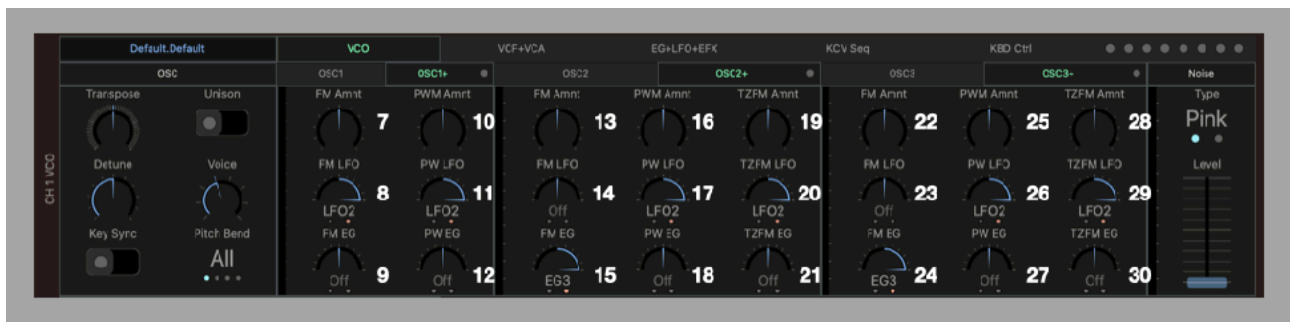 Default.Default VCO VCF+VCA EG+LFO+EFX KCV Seq KBD Ctrl
OSC OSC1 OSC1+ OSC2 OSC2+ OSC3 OSC3- Noise
Transpose Unison FM Amnt PWM Amnt FM Amnt PWM Amnt TZFM Amnt FM Amnt PWM Amnt TZFM Amnt Type
7 10 13 16 19 22 25 28 Pink
Detune Voice FM LFO PW LFO FM LFO PW LFO TZFM LFO FM LFO PW LFO TZFM LFO Level
8 11 14 17 20 23 26 29
LFO2 LFO2 Off LFO2 LFO2 Off LFO2 LFO2
Key Sync Pitch Bend FM EG PW EG FM EG PW EG TZFM EG FM EG PW EG TZFM EG
All
Off 9 Off 12 EG3 15 Off 18 Off 21 EG3 24 Off 27 Off 30
CH 1 VCO